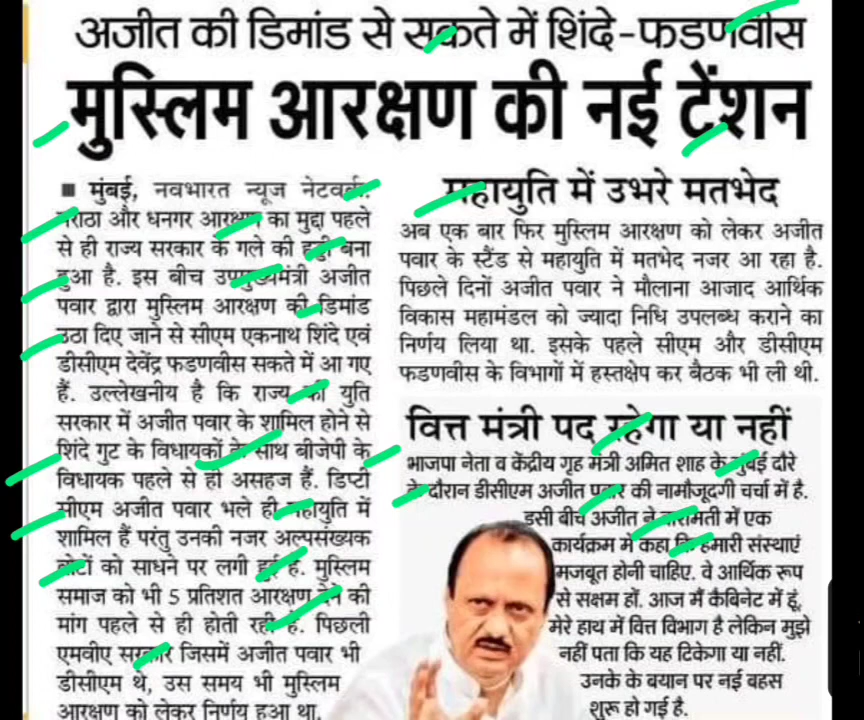 अजीत की डिमांड से सकते में शिंदे-फडणवीस
मुस्लिम आरक्षण की नई टेंशन
■ मुंबई, नवभारत न्यूज नेटवर्क.
मराठा और धनगर आरक्षण का मुद्दा पहले
से ही राज्य सरकार के गले की हड्डी बना
हुआ है. इस बीच उपमुख्यमंत्री अजीत
पवार द्वारा मुस्लिम आरक्षण की डिमांड
उठा दिए जाने से सीएम एकनाथ शिंदे एवं
डीसीएम देवेंद्र फडणवीस सकते में आ गए
हैं. उल्लेखनीय है कि राज्य की युति
सरकार में अजीत पवार के शामिल होने से
शिंदे गुट के विधायकों के साथ बीजेपी के
विधायक पहले से ही असहज हैं. डिप्टी
सीएम अजीत पवार भले ही महायुति में
शामिल हैं परंतु उनकी नजर अल्पसंख्यक
वोटों को साधने पर लगी हुई है. मुस्लिम
समाज को भी 5 प्रतिशत आरक्षण देने की
मांग पहले से ही होती रही है. पिछली
एमवीए सरकार जिसमें अजीत पवार भी
डीसीएम थे, उस समय भी मुस्लिम
आरक्षण को लेकर निर्णय हुआ था.
महायुति में उभरे मतभेद
अब एक बार फिर मुस्लिम आरक्षण को लेकर अजीत
पवार के स्टैंड से महायुति में मतभेद नजर आ रहा है.
पिछले दिनों अजीत पवार ने मौलाना आजाद आर्थिक
विकास महामंडल को ज्यादा निधि उपलब्ध कराने का
निर्णय लिया था. इसके पहले सीएम और डीसीएम
फडणवीस के विभागों में हस्तक्षेप कर बैठक भी ली थी.
वित्त मंत्री पद रहेगा या नहीं
भाजपा नेता व केंद्रीय गृह मंत्री अमित शाह के मुंबई दौरे
के दौरान डीसीएम अजीत पवार की नामौजूदगी चर्चा में है.
इसी बीच अजीत ने बारामती में एक
कार्यक्रम में कहा कि हमारी संस्थाएं
मजबूत होनी चाहिए. वे आर्थिक रूप
से सक्षम हों. आज मैं कैबिनेट में हूं,
मेरे हाथ में वित्त विभाग है लेकिन मुझे
नहीं पता कि यह टिकेगा या नहीं.
उनके के बयान पर नई बहस
शुरू हो गई है.